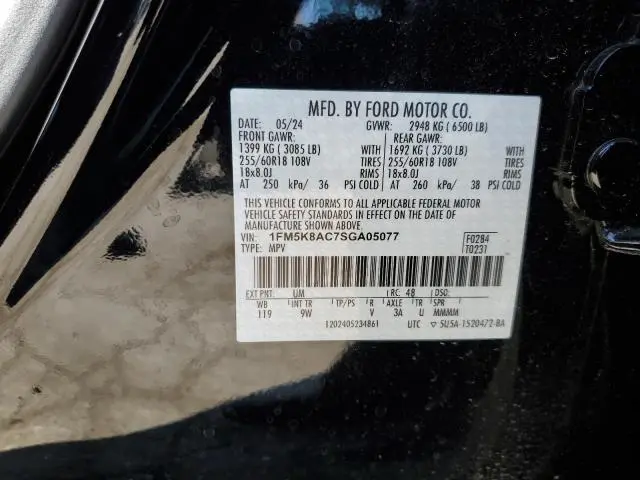 MFD. BY FORD MOTOR CO.
DATE: 05/24 GVWR: 2948 KG ( 6500 LB)
FRONT GAWR: REAR GAWR:
1399 KG ( 3085 LB) WITH 1692 KG ( 3730 LB) WITH
255/60R18 108V TIRES 255/60R18 108V TIRES
18x8.0J RIMS 18x8.0J RIMS
AT 250 kPa/ 36 PSI COLD AT 260 kPa/ 38 PSI COLD
THIS VEHICLE CONFORMS TO ALL APPLICABLE FEDERAL MOTOR
VEHICLE SAFETY STANDARDS IN EFFECT ON THE DATE OF
MANUFACTURE SHOWN ABOVE.
VIN: 1FM5K8AC7SGA05077 F0284
TYPE: MPV T0231
EXT PNT: UM RC: 48 DSO:
WB INT TR TP/PS R AXLE TR SPR
119 9W V 3A U MMMM
1202405234861 UTC ▽ 5U5A-1520472-BA